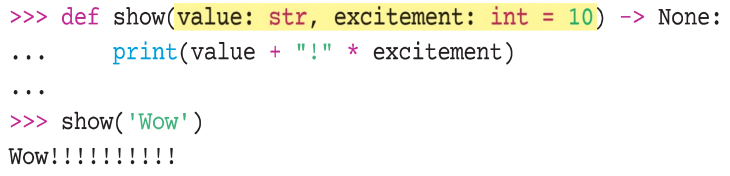 >>> def show(value: str, excitement: int = 10) -> None:
...     print(value + "!" * excitement)
...
>>> show('Wow')
Wow!!!!!!!!!!